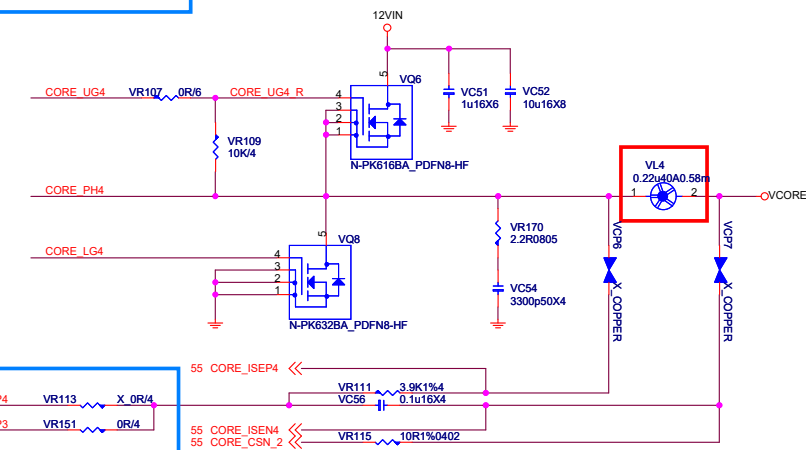 12VIN
5
VQ6
CORE_UG4
VR107
0R/6
CORE_UG4_R
4
3
2
1
VC51
1u16X6
VC52
10u16X8
VR109
10K/4
N-PK616BA_PDFN8-HF
VL4
0.22u40A0.58m
1
2
CORE_PH4
VCORE
5
VQ8
VR170
2.2R0805
VCP6
VCP7
CORE_LG4
4
3
2
1
VC54
3300p50X4
X_COPPER
X_COPPER
N-PK632BA_PDFN8-HF
55 CORE_ISEP4
VR111
3.9K1%4
P4
VR113
X_0R/4
VC56
0.1u16X4
P3
VR151
0R/4
55 CORE_ISEN4
55 CORE_CSN_2
VR115
10R1%0402